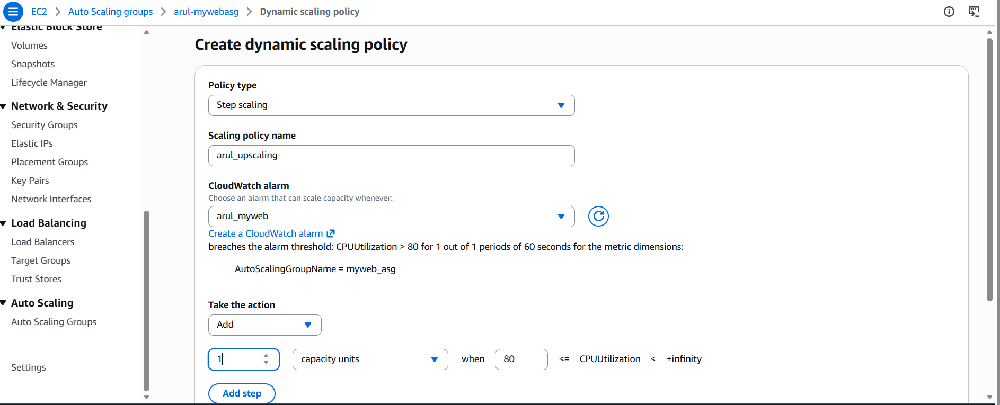 EC2 > Auto Scaling groups > arul-mywebasg > Dynamic scaling policy
Elastic Block Store
Volumes
Snapshots
Lifecycle Manager
Network & Security
Security Groups
Elastic IPs
Placement Groups
Key Pairs
Network Interfaces
Load Balancing
Load Balancers
Target Groups
Trust Stores
Auto Scaling
Auto Scaling Groups
Settings
Create dynamic scaling policy
Policy type
Step scaling
Scaling policy name
arul_upscaling
CloudWatch alarm
Choose an alarm that can scale capacity whenever:
arul_myweb
Create a CloudWatch alarm
breaches the alarm threshold: CPUUtilization > 80 for 1 out of 1 periods of 60 seconds for the metric dimensions:
AutoScalingGroupName = myweb_asg
Take the action
Add
1 capacity units when 80 <= CPUUtilization < +infinity
Add step